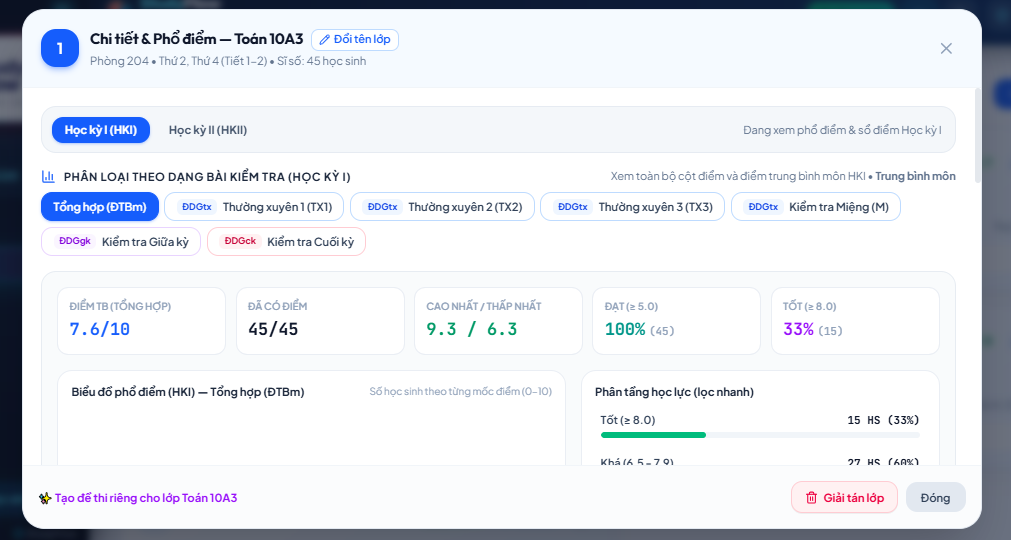 1
Chi tiết & Phổ điểm — Toán 10A3
Đổi tên lớp
Phòng 204 • Thứ 2, Thứ 4 (Tiết 1-2) • Sĩ số: 45 học sinh
Học kỳ I (HKI)
Học kỳ II (HKII)
Đang xem phổ điểm & sổ điểm Học kỳ I
PHÂN LOẠI THEO DẠNG BÀI KIỂM TRA (HỌC KỲ I)
Xem toàn bộ cột điểm và điểm trung bình môn HKI • Trung bình môn
Tổng hợp (ĐTBm)
ĐDGtx Thường xuyên 1 (TX1)
ĐDGtx Thường xuyên 2 (TX2)
ĐDGtx Thường xuyên 3 (TX3)
ĐDGtx Kiểm tra Miệng (M)
ĐDGgk Kiểm tra Giữa kỳ
ĐDGck Kiểm tra Cuối kỳ
ĐIỂM TB (TỔNG HỢP)
7.6/10
ĐÃ CÓ ĐIỂM
45/45
CAO NHẤT / THẤP NHẤT
9.3 / 6.3
ĐẠT (≥ 5.0)
100% (45)
TỐT (≥ 8.0)
33% (15)
Biểu đồ phổ điểm (HKI) — Tổng hợp (ĐTBm)
Số học sinh theo từng mốc điểm (0-10)
Phân tầng học lực (lọc nhanh)
Tốt (≥ 8.0)
15 HS (33%)
Khá (6.5 - 7.9)
27 HS (60%)
Tạo đề thi riêng cho lớp Toán 10A3
Giải tán lớp
Đóng